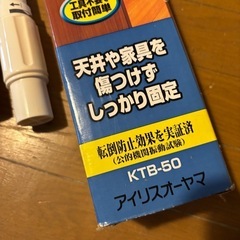 工具不要で
取付簡単
天井や家具を
傷つけず
しっかり固定
転倒防止効果を実証済
(公的機関振動試験)
KTB-50
アイリスオーヤマ